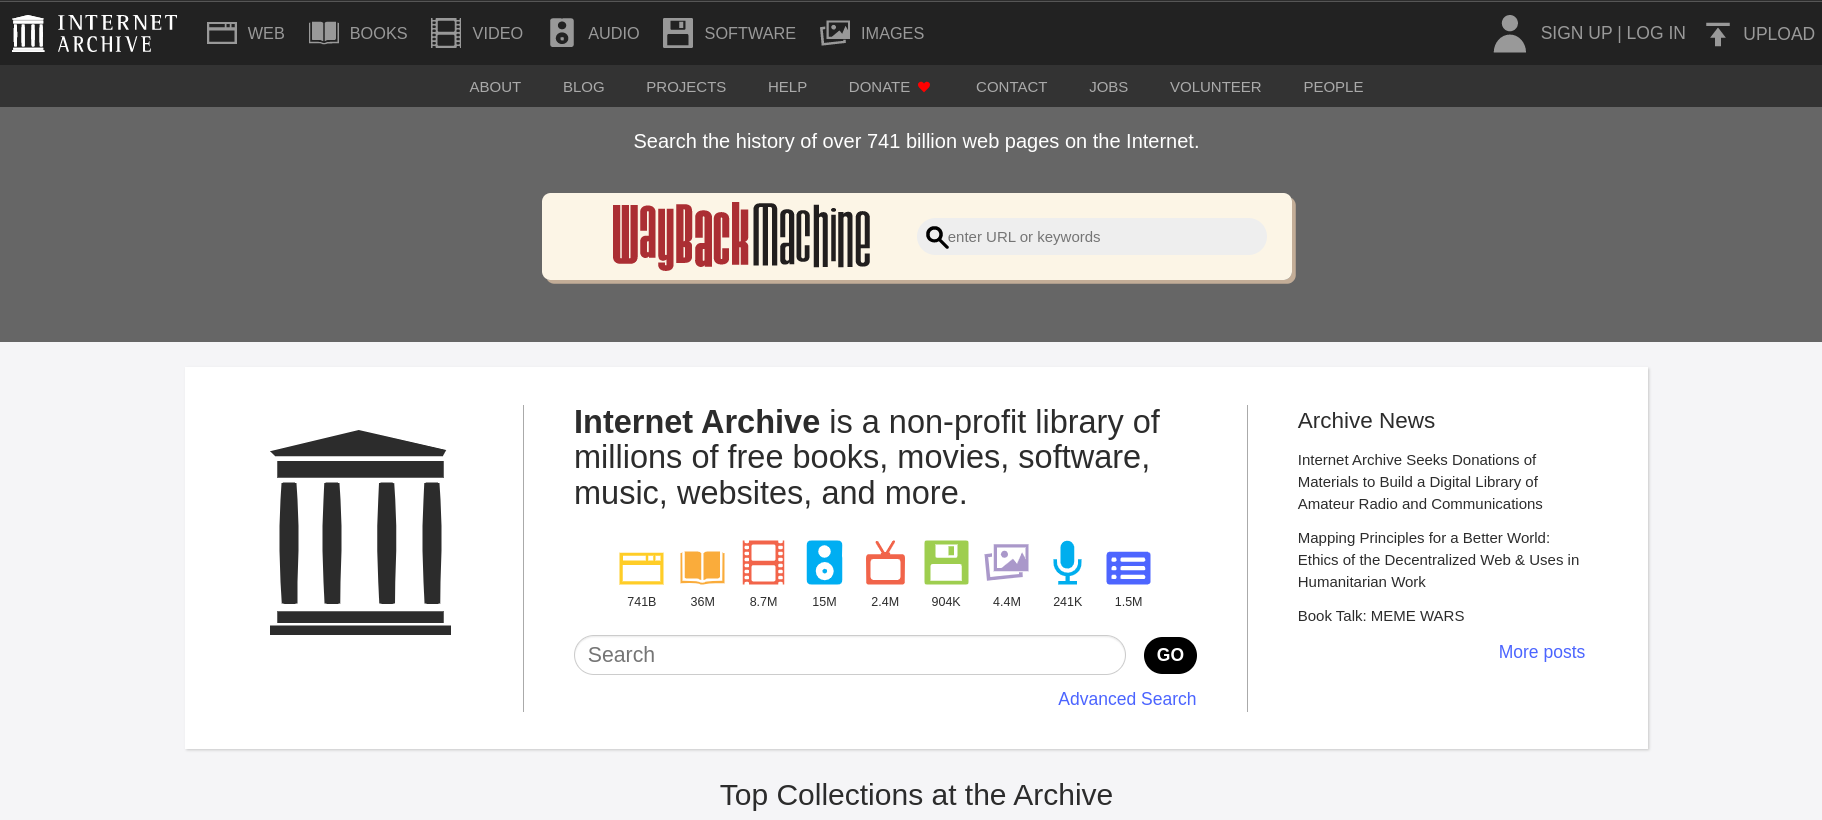 INTERNET
ARCHIVE
WEB
BOOKS
VIDEO
AUDIO
SOFTWARE
IMAGES
SIGN UP | LOG IN
UPLOAD
ABOUT
BLOG
PROJECTS
HELP
DONATE
CONTACT
JOBS
VOLUNTEER
PEOPLE
Search the history of over 741 billion web pages on the Internet.
WayBackMachine
enter URL or keywords
Internet Archive is a non-profit library of
millions of free books, movies, software,
music, websites, and more.
741B
36M
8.7M
15M
2.4M
904K
4.4M
241K
1.5M
Search
GO
Advanced Search
Archive News
Internet Archive Seeks Donations of
Materials to Build a Digital Library of
Amateur Radio and Communications
Mapping Principles for a Better World:
Ethics of the Decentralized Web & Uses in
Humanitarian Work
Book Talk: MEME WARS
More posts
Top Collections at the Archive